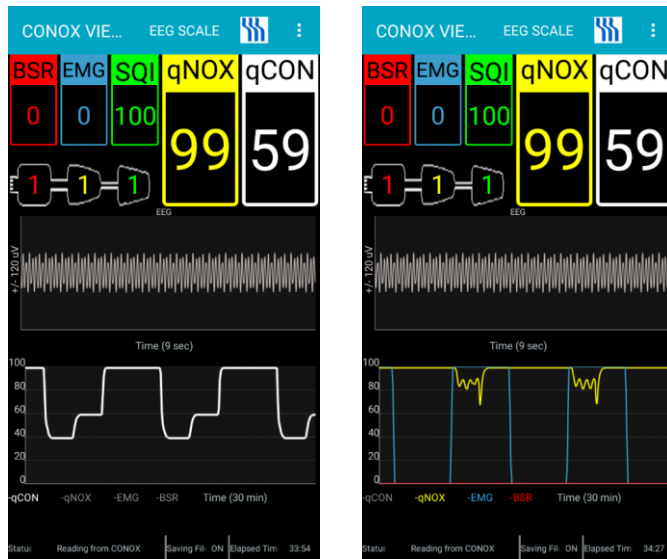 CONOX VIE... EEG SCALE
BSR EMG SQI qNOX qCON
0 0 100 99 59
1 1 1
EEG
+/- 120 uV
Time (9 sec)
100
80
60
40
20
0
-qCON -qNOX -EMG -BSR Time (30 min)
Status Reading from CONOX Saving Fil ON Elapsed Tim 33:54
CONOX VIE... EEG SCALE
BSR EMG SQI qNOX qCON
0 0 100 99 59
1 1 1
EEG
+/- 120 uV
Time (9 sec)
100
80
60
40
20
0
-qCON -qNOX -EMG -BSR Time (30 min)
Status Reading from CONOX Saving Fil ON Elapsed Tim 34:27